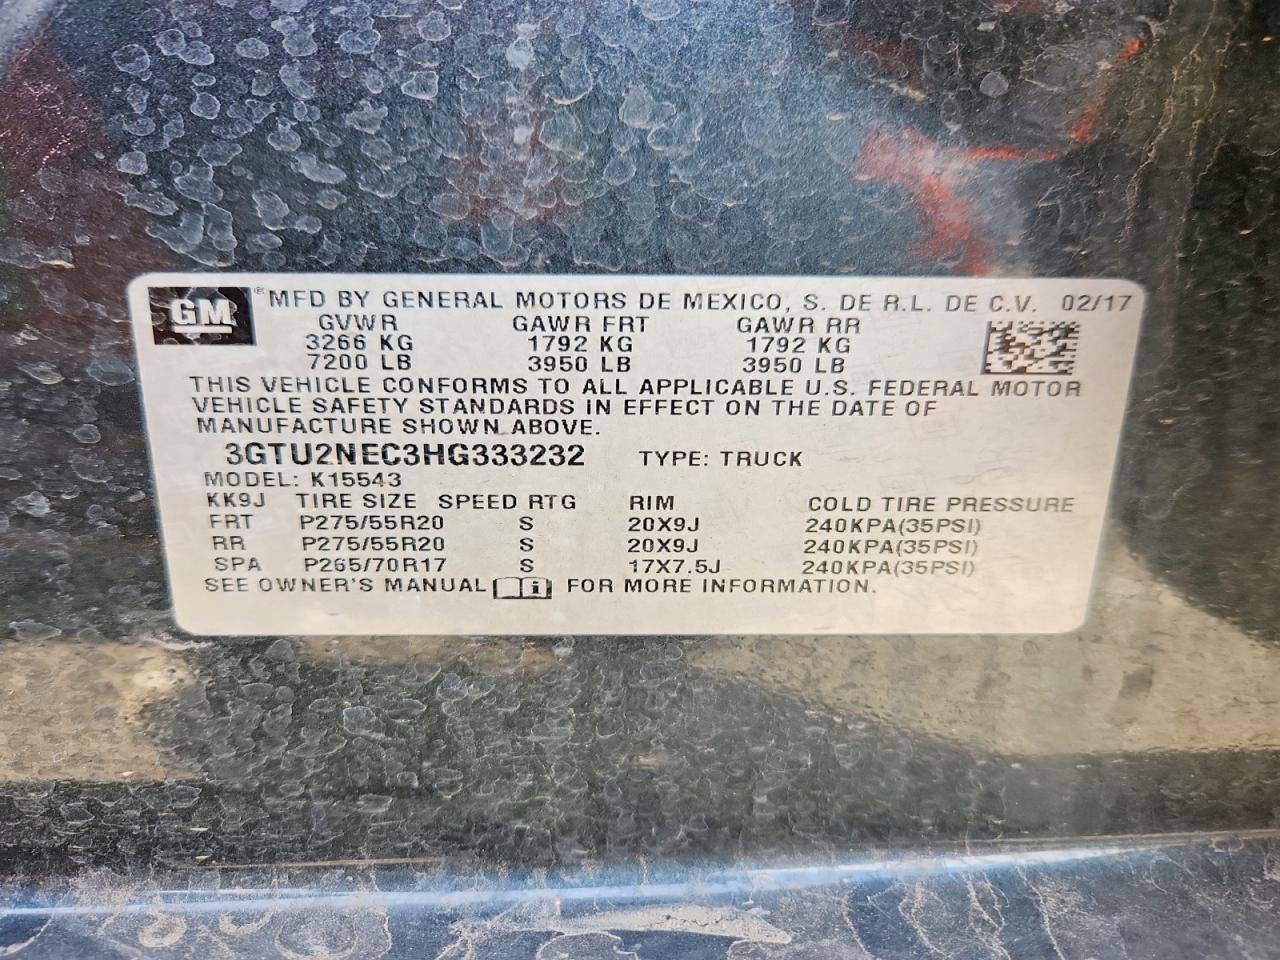 GM ® MFD BY GENERAL MOTORS DE MEXICO, S. DE R.L. DE C.V. 02/17
GVWR GAWR FRT GAWR RR
3266 KG 1792 KG 1792 KG
7200 LB 3950 LB 3950 LB
THIS VEHICLE CONFORMS TO ALL APPLICABLE U.S. FEDERAL MOTOR
VEHICLE SAFETY STANDARDS IN EFFECT ON THE DATE OF
MANUFACTURE SHOWN ABOVE.
3GTU2NEC3HG333232 TYPE: TRUCK
MODEL: K15543
KK9J TIRE SIZE SPEED RTG RIM COLD TIRE PRESSURE
FRT P275/55R20 S 20X9J 240KPA(35PSI)
RR P275/55R20 S 20X9J 240KPA(35PSI)
SPA P265/70R17 S 17X7.5J 240KPA(35PSI)
SEE OWNER'S MANUAL i FOR MORE INFORMATION.